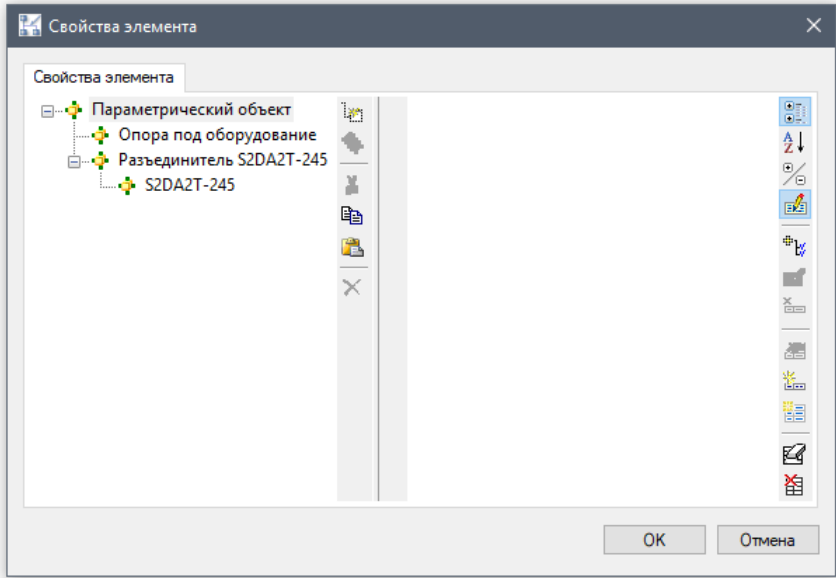 Свойства элемента
Свойства элемента
Параметрический объект
Опора под оборудование
Разъединитель S2DA2T-245
S2DA2T-245
A
Z
OK
Отмена